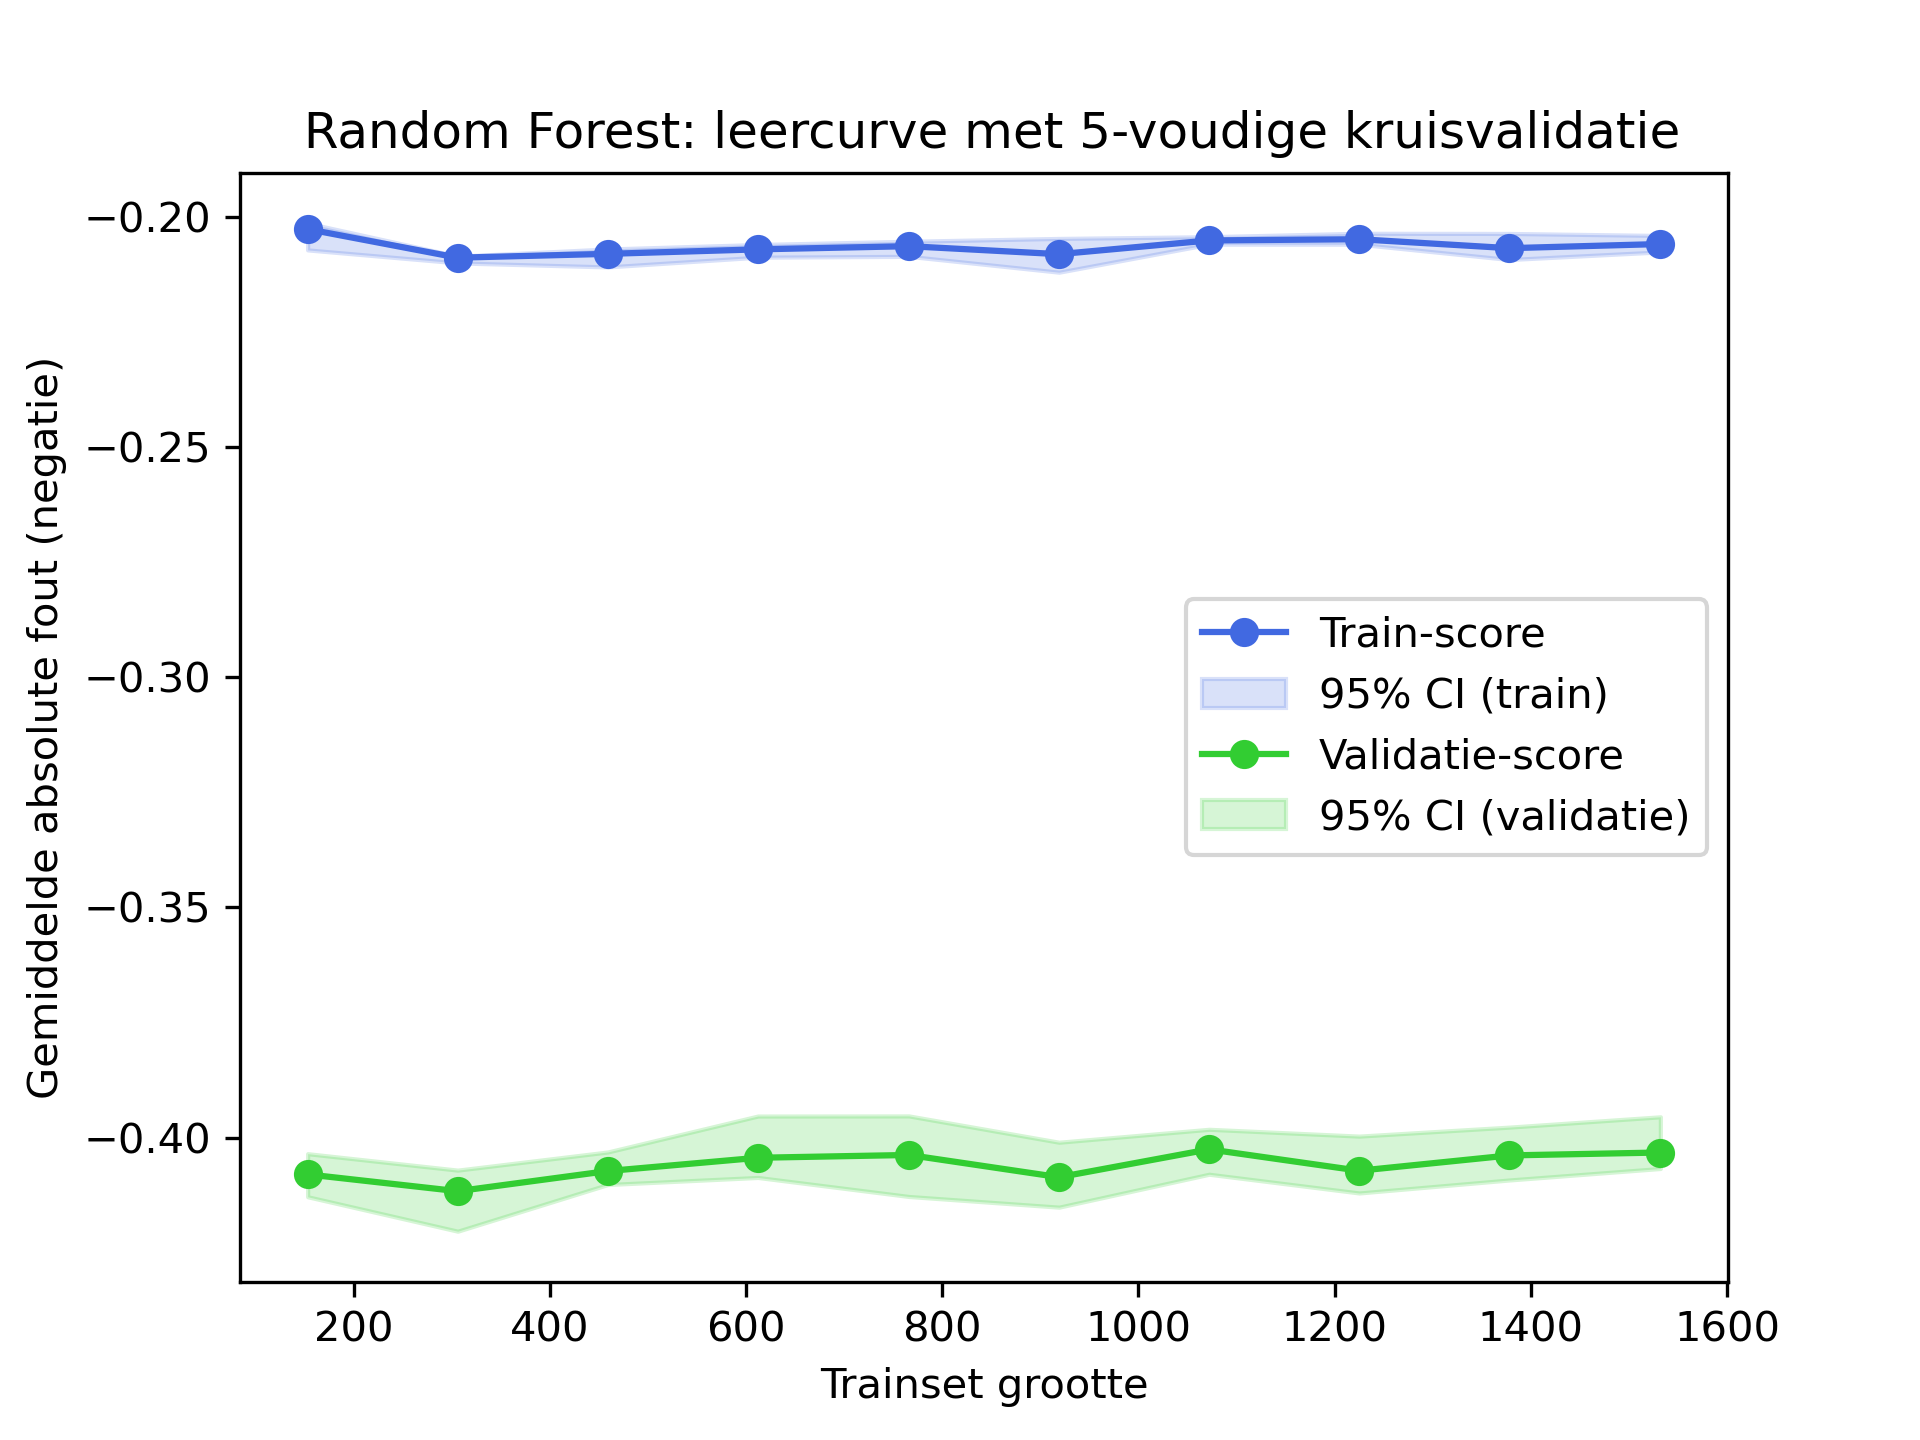 Random Forest: leercurve met 5-voudige kruisvalidatie
Gemiddelde absolute fout (negatie)
−0.20
−0.25
−0.30
−0.35
−0.40
Train-score
95% CI (train)
Validatie-score
95% CI (validatie)
200 400 600 800 1000 1200 1400 1600
Trainset grootte